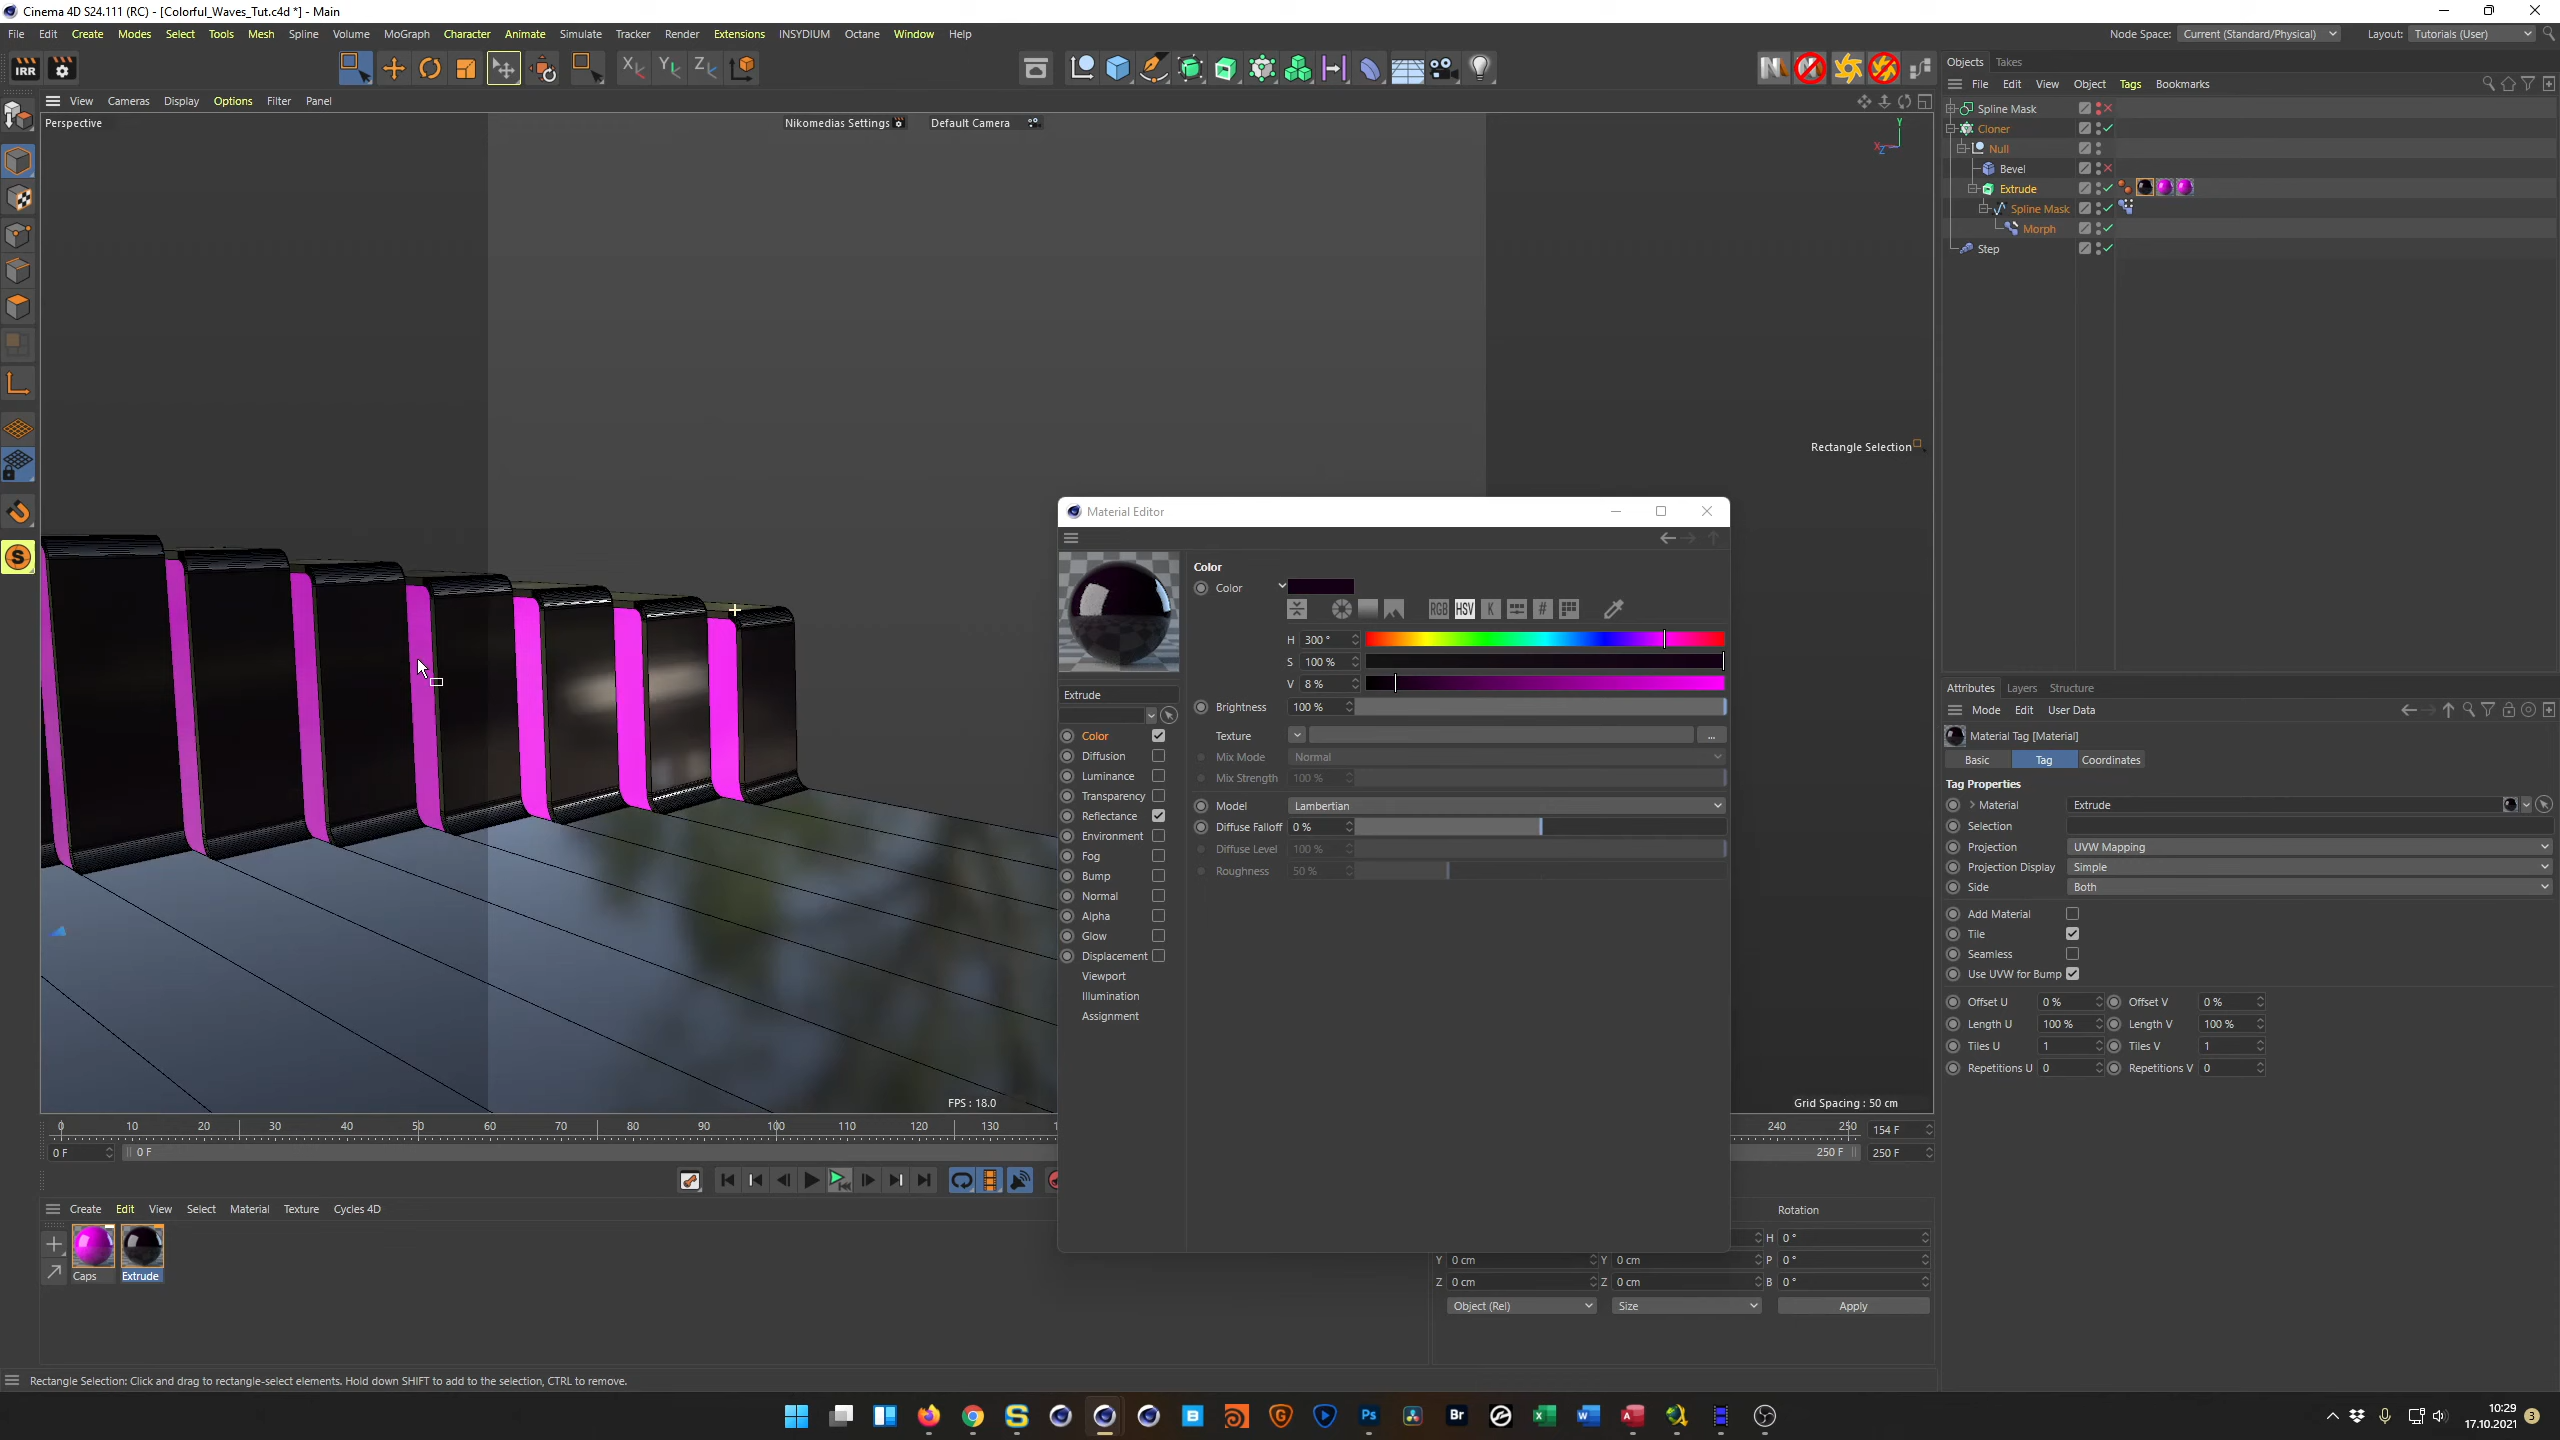 Cinema 4D S24.111 (RC) - [Colorful_Waves_Tut.c4d *] - Main
File Edit Create Modes Select Tools Mesh Spline Volume MoGraph Character Animate Simulate Tracker Render Extensions INSYDIUM Octane Window Help
Node Space: Current (Standard/Physical) Layout: Tutorials (User)
IRR
Objects Takes
File Edit View Object Tags Bookmarks
View Cameras Display Options Filter Panel
Perspective Nikomedias Settings Default Camera
Spline Mask
Cloner
Null
Bevel
Extrude
Spline Mask
Morph
Step
Rectangle Selection
Grid Spacing : 50 cm
FPS : 18.0
Material Editor
Color
Color
RGB HSV K #
H 300 °
S 100 %
V 8 %
Brightness 100 %
Texture ...
Mix Mode Normal
Mix Strength 100 %
Model Lambertian
Diffuse Falloff 0 %
Diffuse Level 100 %
Roughness 50 %
Extrude
Color
Diffusion
Luminance
Transparency
Reflectance
Environment
Fog
Bump
Normal
Alpha
Glow
Displacement
Viewport
Illumination
Assignment
Attributes Layers Structure
Mode Edit User Data
Material Tag [Material]
Basic Tag Coordinates
Tag Properties
Material Extrude
Selection
Projection UVW Mapping
Projection Display Simple
Side Both
Add Material
Tile
Seamless
Use UVW for Bump
Offset U 0 % Offset V 0 %
Length U 100 % Length V 100 %
Tiles U 1 Tiles V 1
Repetitions U 0 Repetitions V 0
0 10 20 30 40 50 60 70 80 90 100 110 120 130 240 250 154 F
0 F 0 F 250 F 250 F
Create Edit View Select Material Texture Cycles 4D
Caps Extrude
Rotation
H 0 °
Y 0 cm Y 0 cm P 0 °
Z 0 cm Z 0 cm B 0 °
Object (Rel) Size Apply
Rectangle Selection: Click and drag to rectangle-select elements. Hold down SHIFT to add to the selection, CTRL to remove.
Ps Br
10:29
17.10.2021
3